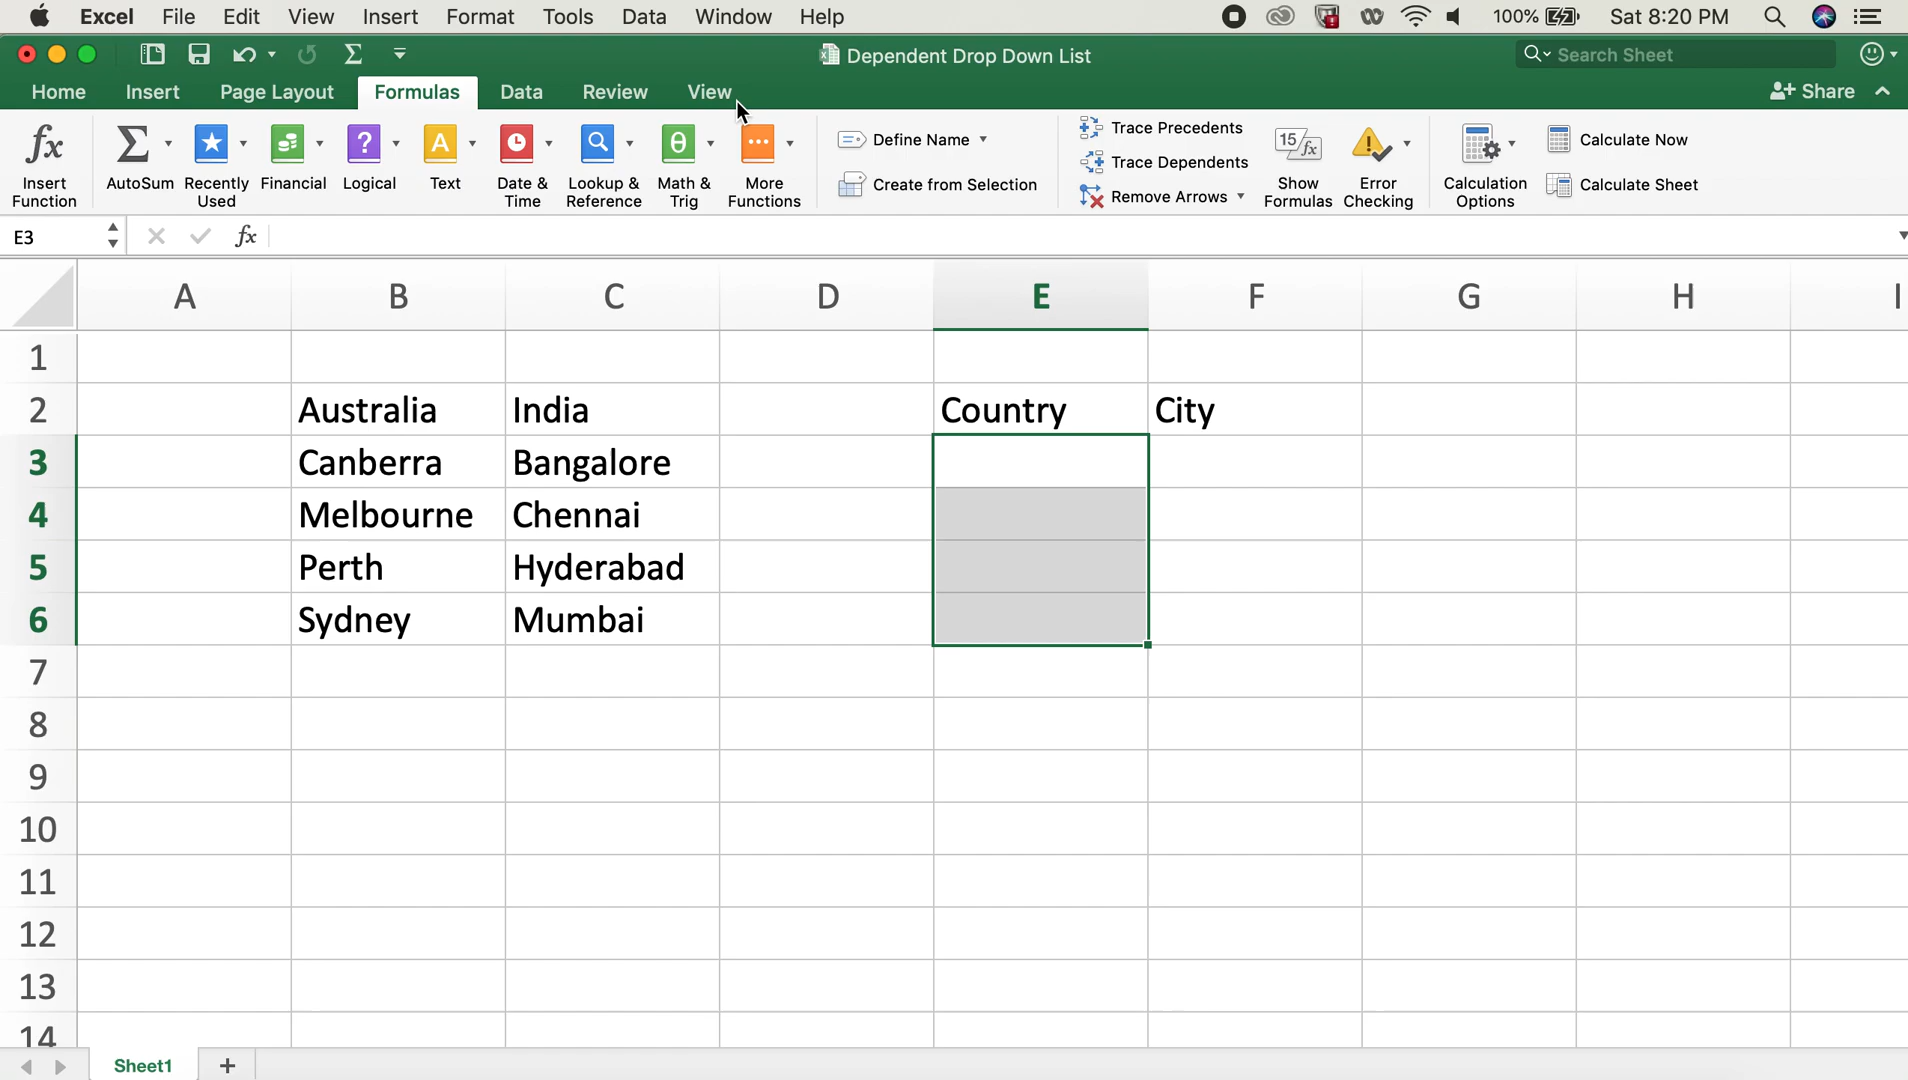 Excel File Edit View Insert Format Tools Data Window Help 100% Sat 8:20 PM
Dependent Drop Down List Search Sheet
Home Insert Page Layout Formulas Data Review View Share
fx Insert Function
Σ AutoSum
Recently Used
Financial
? Logical
A Text
Date & Time
Lookup & Reference
θ Math & Trig
More Functions
Define Name
Create from Selection
Trace Precedents
Trace Dependents
Remove Arrows
15 fx Show Formulas
Error Checking
Calculation Options
Calculate Now
Calculate Sheet
E3 fx
A B C D E F G H I
1
2 Australia India Country City
3 Canberra Bangalore
4 Melbourne Chennai
5 Perth Hyderabad
6 Sydney Mumbai
7
8
9
10
11
12
13
14
Sheet1 +